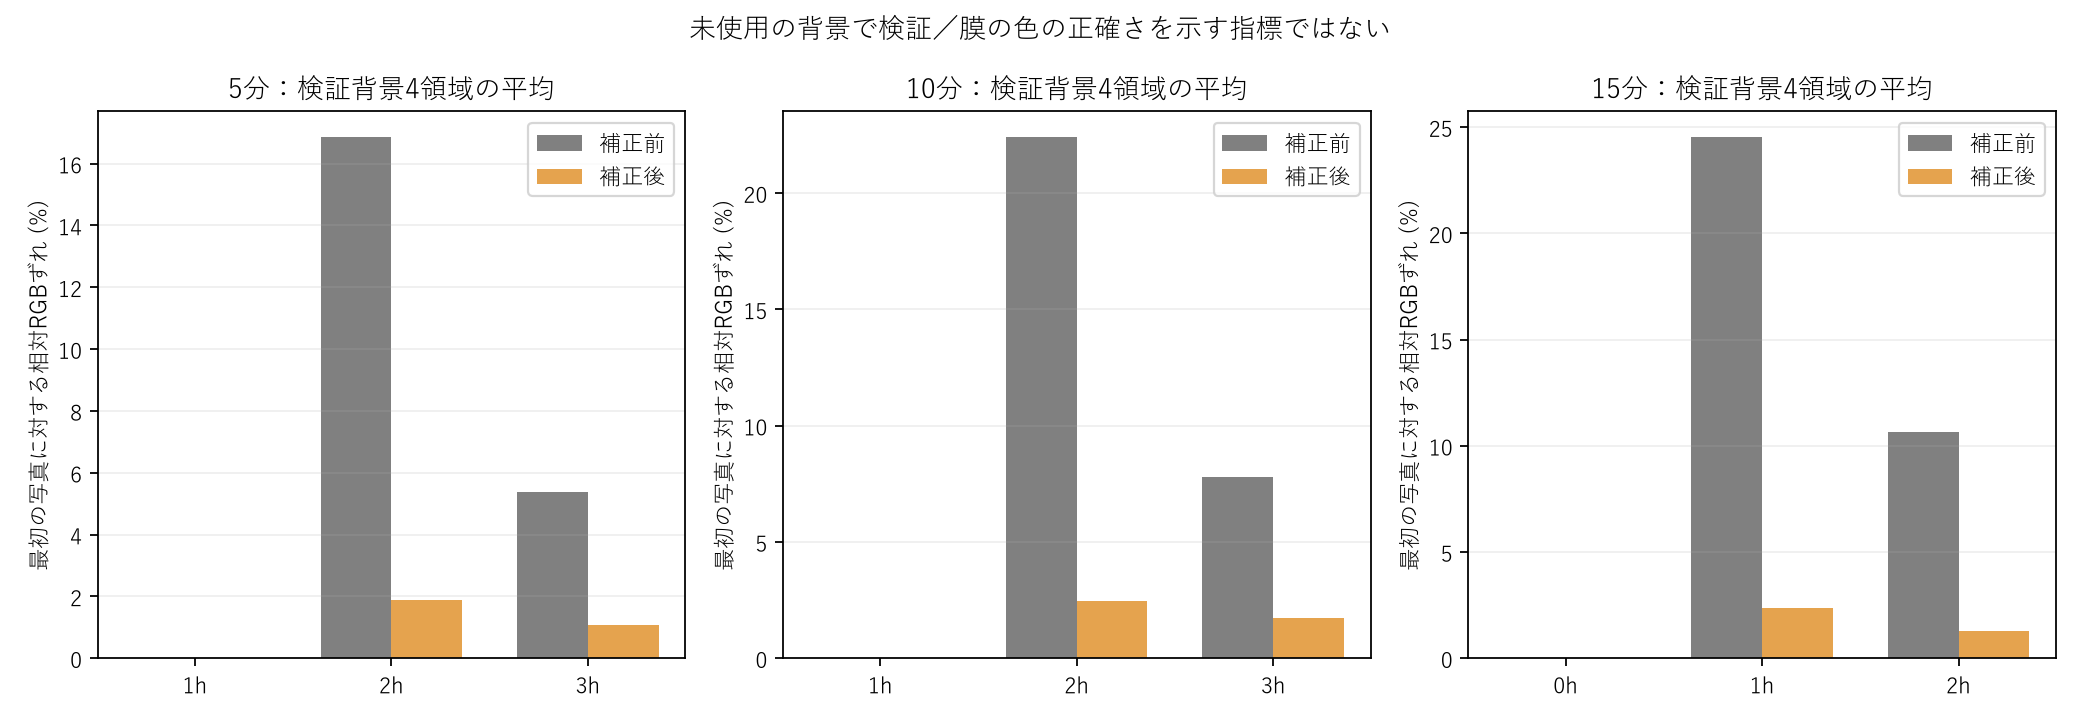 未使用の背景で検証／膜の色の正確さを示す指標ではない
5分：検証背景4領域の平均
最初の写真に対する相対RGBずれ (%)
16
14
12
10
8
6
4
2
0
1h
2h
3h
補正前
補正後
10分：検証背景4領域の平均
最初の写真に対する相対RGBずれ (%)
20
15
10
5
0
1h
2h
3h
補正前
補正後
15分：検証背景4領域の平均
最初の写真に対する相対RGBずれ (%)
25
20
15
10
5
0
0h
1h
2h
補正前
補正後